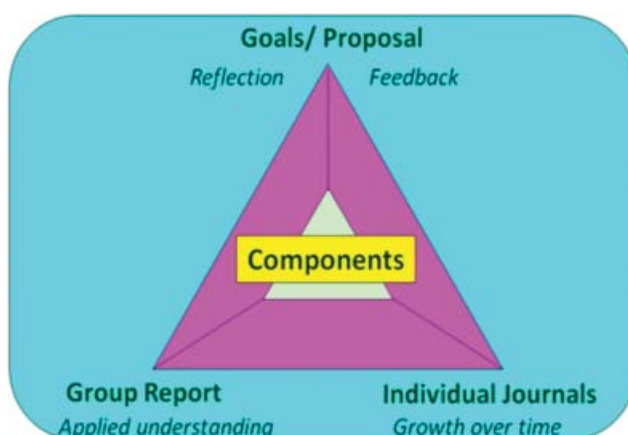 Goals/ Proposal
Reflection Feedback
Components
Group Report Individual Journals
Applied understanding Growth over time